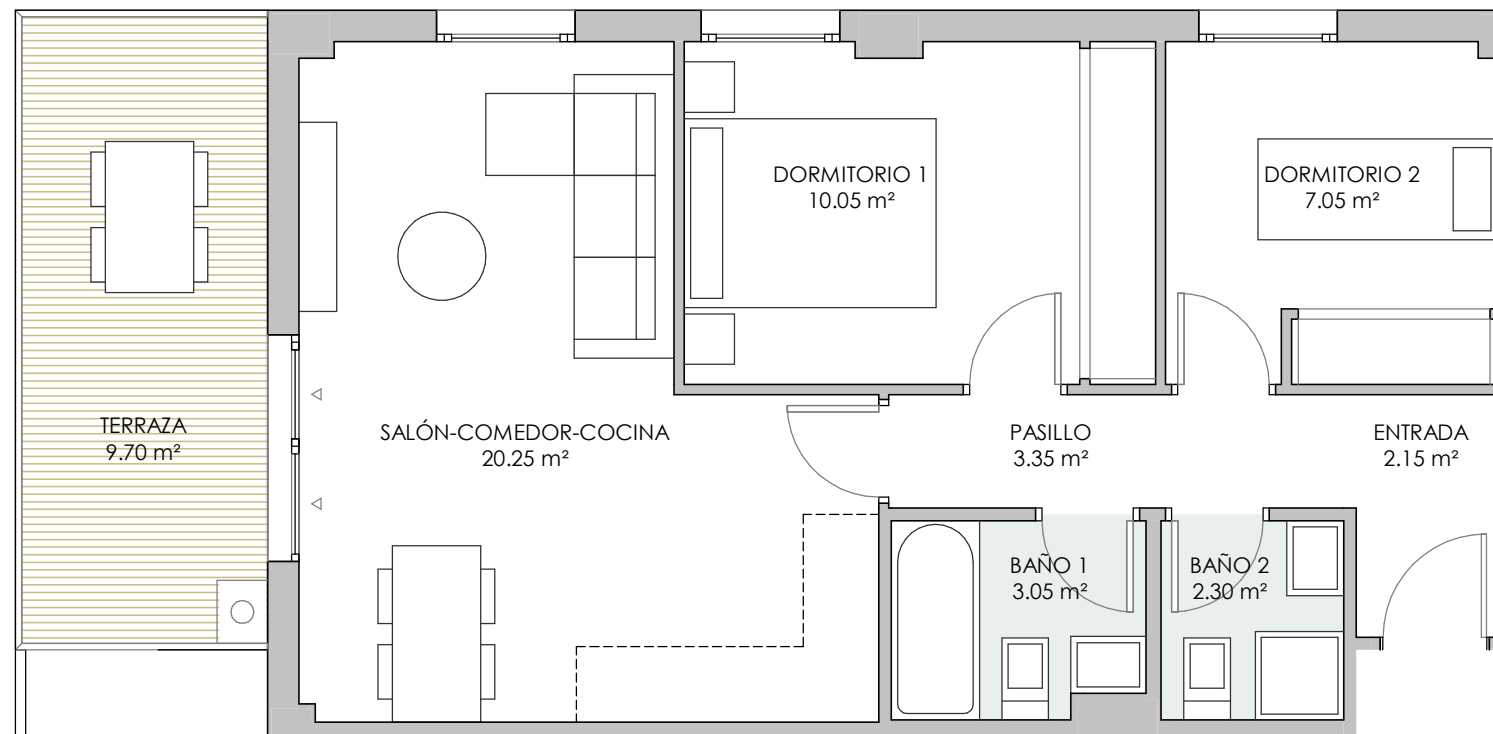 DORMITORIO 1
10.05 m²
DORMITORIO 2
7.05 m²
TERRAZA
9.70 m²
SALÓN-COMEDOR-COCINA
20.25 m²
PASILLO
3.35 m²
ENTRADA
2.15 m²
BAÑO 1
3.05 m²
BAÑO 2
2.30 m²